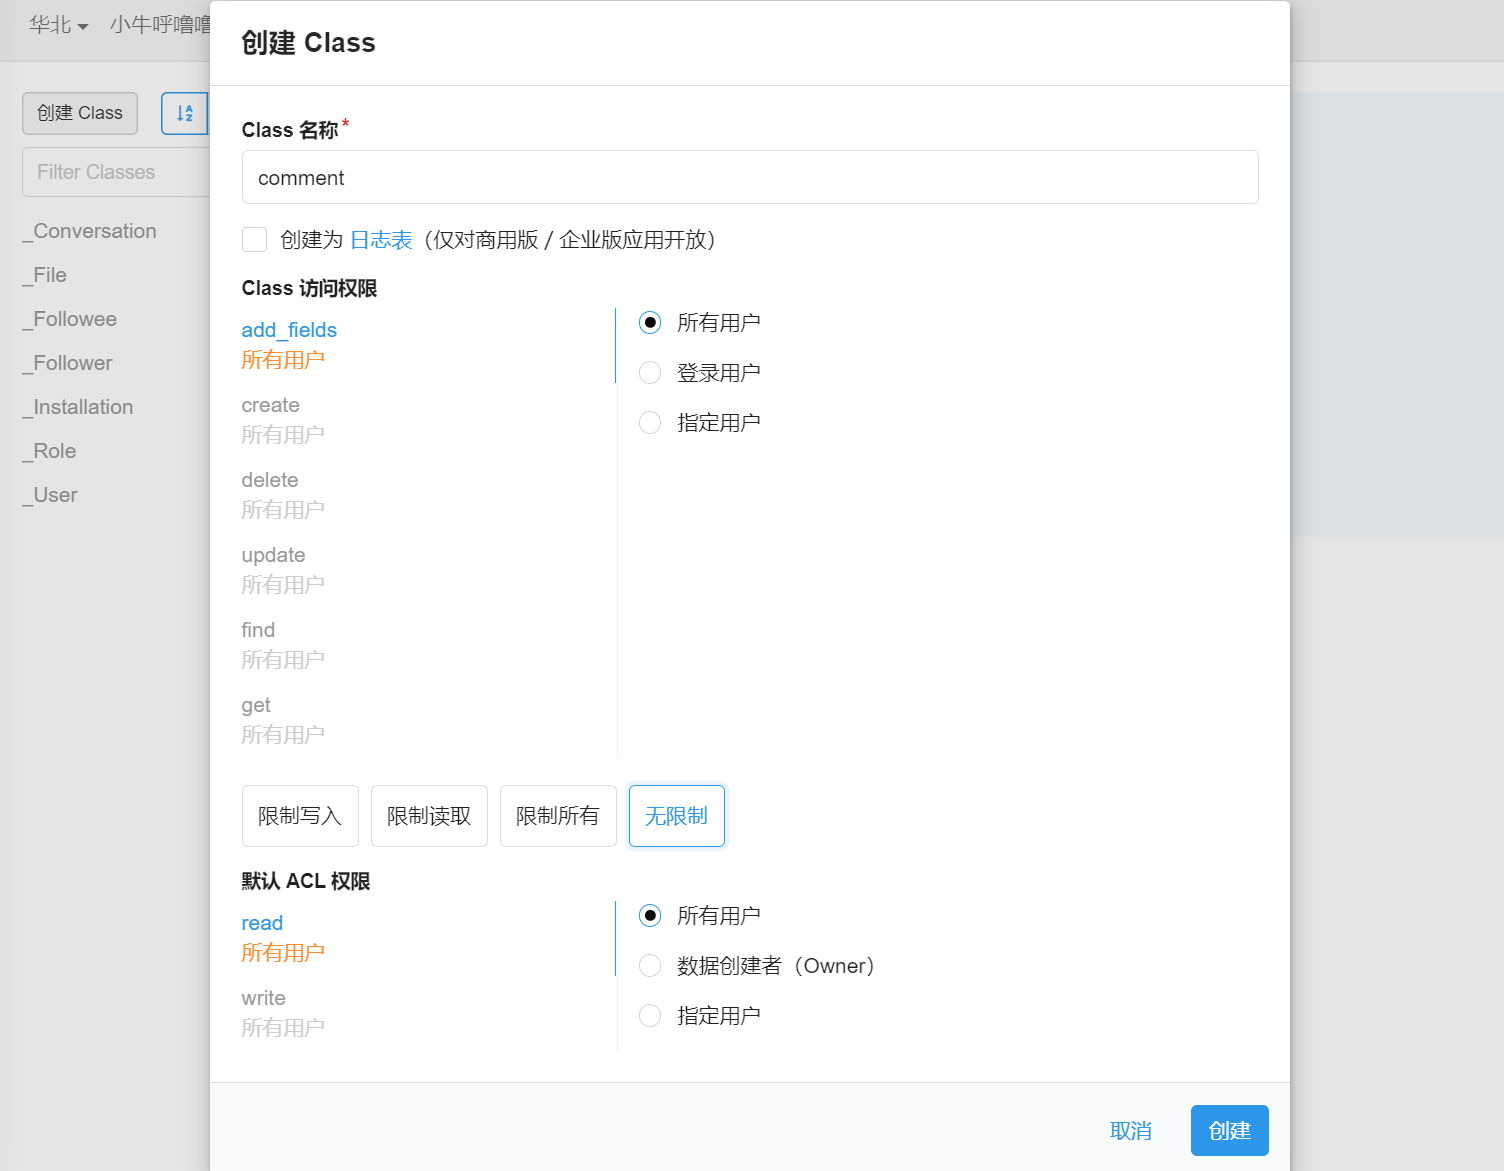 华北 小牛呼噜噜
创建 Class
创建 Class
Filter Classes
_Conversation
_File
_Followee
_Follower
_Installation
_Role
_User
Class 名称*
comment
创建为 日志表（仅对商用版 / 企业版应用开放）
Class 访问权限
add_fields
所有用户
create
所有用户
delete
所有用户
update
所有用户
find
所有用户
get
所有用户
所有用户
登录用户
指定用户
限制写入 限制读取 限制所有 无限制
默认 ACL 权限
read
所有用户
write
所有用户
所有用户
数据创建者（Owner）
指定用户
取消 创建